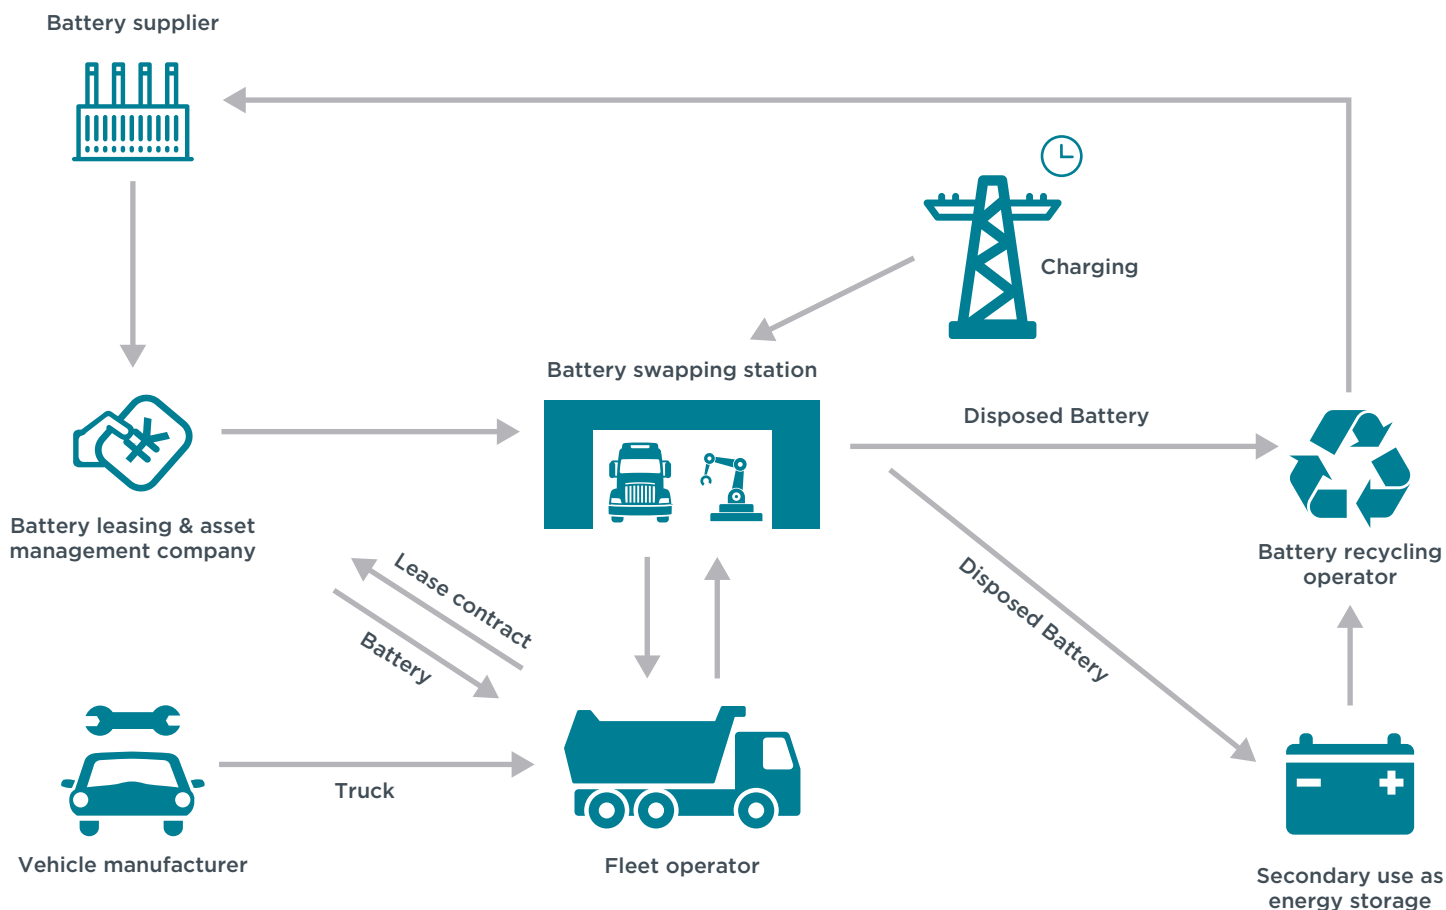 Battery supplier
Charging
Battery swapping station
Disposed Battery
Battery leasing & asset
management company
Battery recycling
operator
Lease contract
Battery
Disposed Battery
Truck
Vehicle manufacturer
Fleet operator
Secondary use as
energy storage